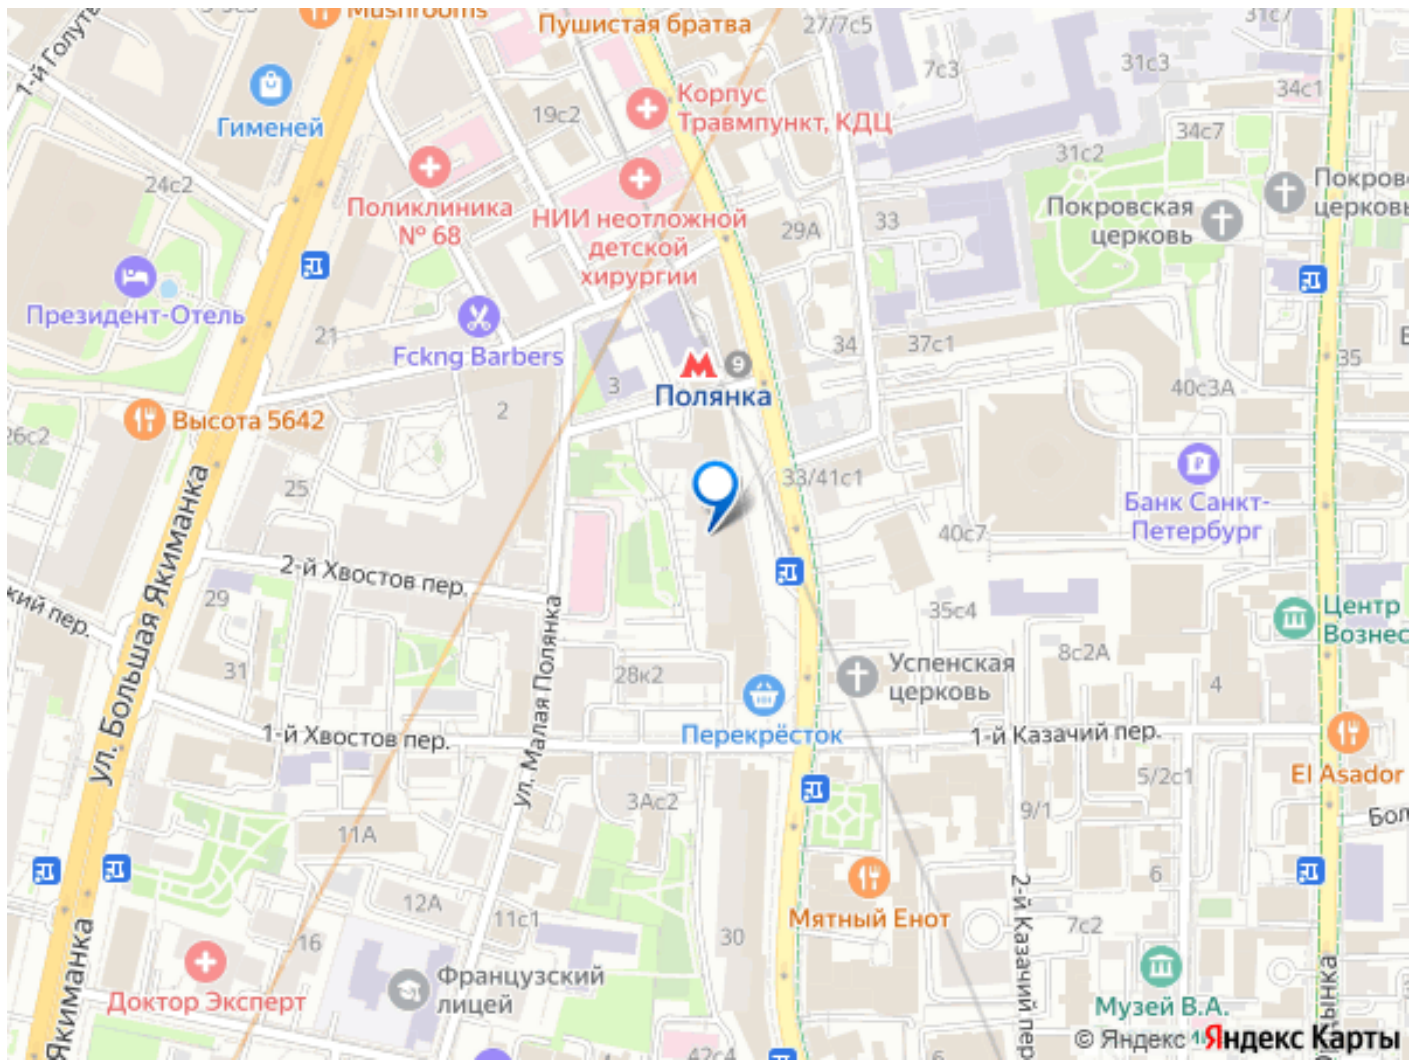 Mushrooms
Пушистая братва
27/7с5
31с7
1-й Голутв
7с3
31с3
34с1
Гименей
19с2
Корпус
Травмпункт, КДЦ
34с7
31с2
24с2
Поликлиника
№ 68
НИИ неотложной
детской
хирургии
29А
33
Покровская
церковь
Покров
церковь
Президент-Отель
21
Fckng Barbers
34
37с1
35
9
Полянка
3
2
40с3А
Высота 5642
26с2
25
33/41с1
Банк Санкт-
Петербург
40с7
2-й Хвостов пер.
ул. Большая Якиманка
кий пер.
29
31
ул. Малая Полянка
35с4
Центр
Вознес
8с2А
28к2
Успенская
церковь
4
1-й Хвостов пер.
Перекрёсток
1-й Казачий пер.
5/2с1
El Asador
3Ас2
9/1
Бол
11А
6
12А
11с1
Мятный Енот
2-й Казачий пер
7с2
16
30
Якиманка
Доктор Эксперт
Французский
лицей
Музей В.А.
42с4
© Яндекс
Яндекс Карты